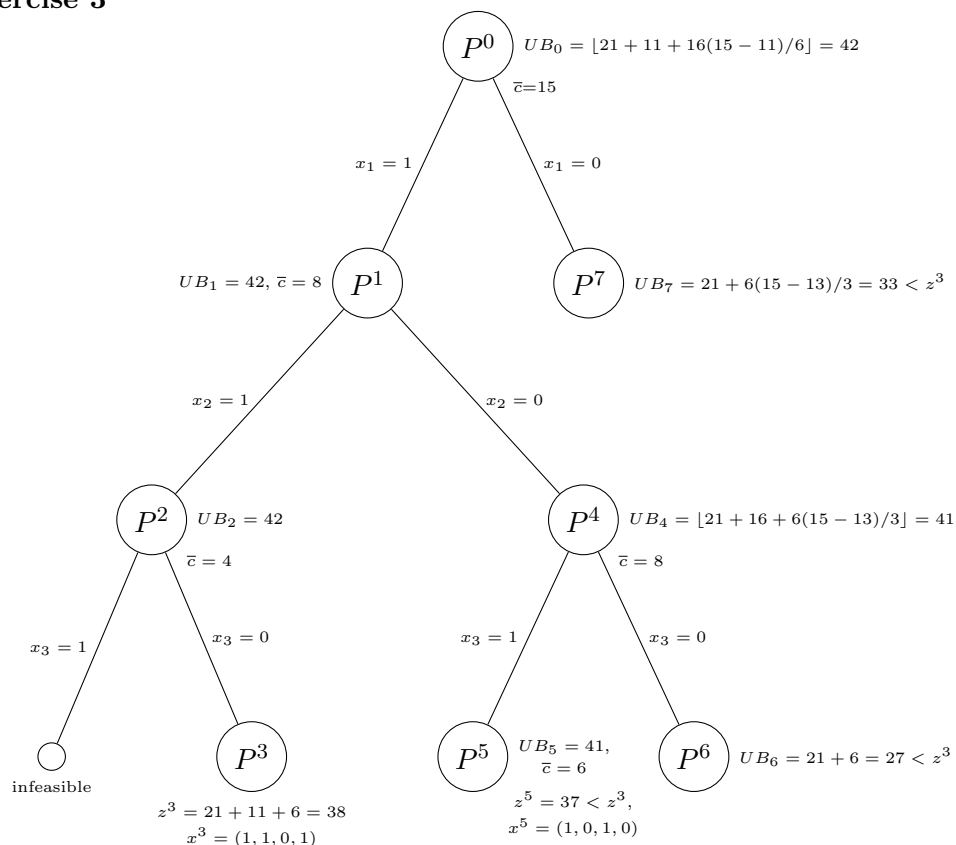 ercise 3
P^0
UB_0 = ⌊21 + 11 + 16(15 − 11)/6⌋ = 42
c̄=15
x_1 = 1
x_1 = 0
UB_1 = 42, c̄ = 8
P^1
P^7
UB_7 = 21 + 6(15 − 13)/3 = 33 < z^3
x_2 = 1
x_2 = 0
P^2
UB_2 = 42
c̄ = 4
P^4
UB_4 = ⌊21 + 16 + 6(15 − 13)/3⌋ = 41
c̄ = 8
x_3 = 1
x_3 = 0
x_3 = 1
x_3 = 0
infeasible
P^3
z^3 = 21 + 11 + 6 = 38
x^3 = (1, 1, 0, 1)
P^5
UB_5 = 41,
c̄ = 6
z^5 = 37 < z^3,
x^5 = (1, 0, 1, 0)
P^6
UB_6 = 21 + 6 = 27 < z^3